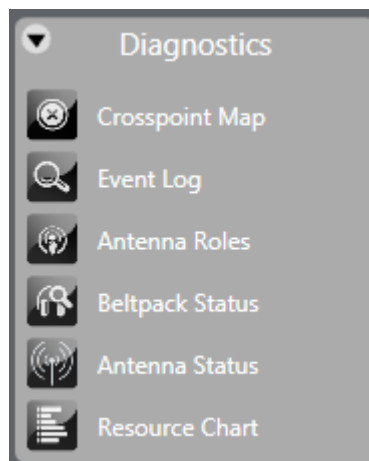 Diagnostics
Crosspoint Map
Event Log
Antenna Roles
Beltpack Status
Antenna Status
Resource Chart